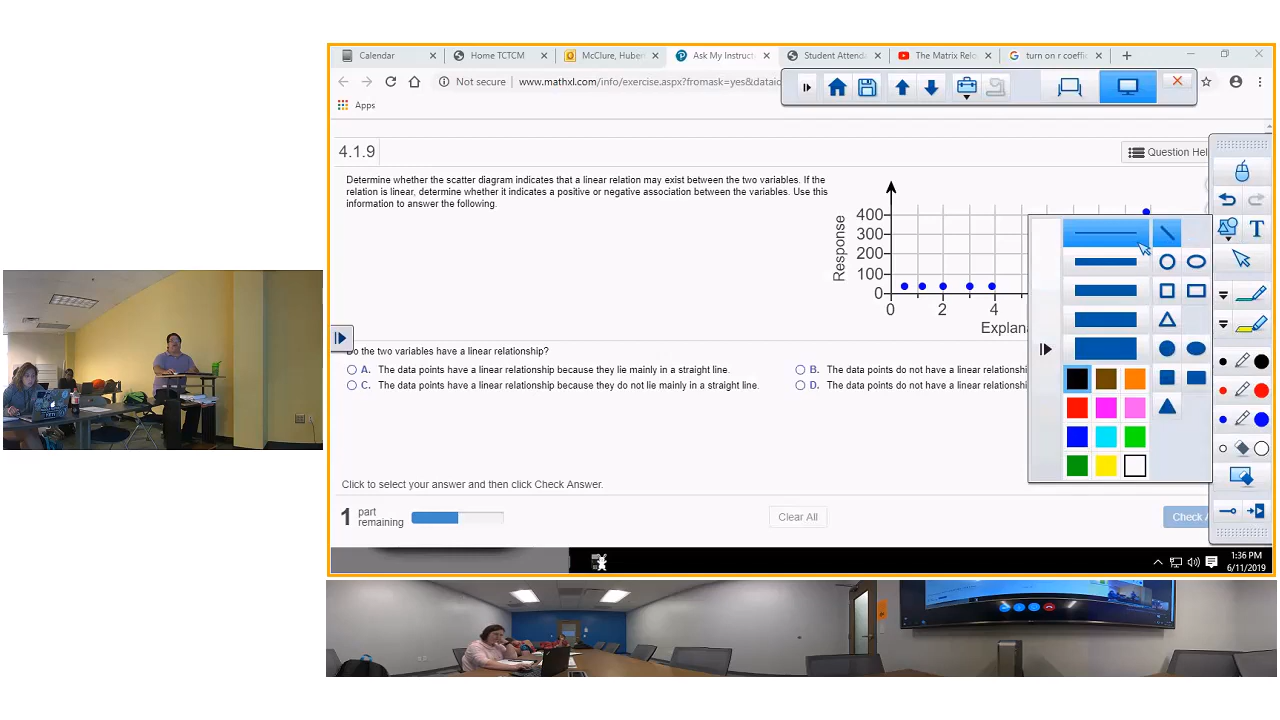 Calendar
Home TCTCM
McClure, Huber
Ask My Instruct
Student Attend
The Matrix Relo
turn on r coeffic
Not secure
www.mathxl.com/info/exercise.aspx?fromask=yes&dataid
Apps
4.1.9
Question Hel
Determine whether the scatter diagram indicates that a linear relation may exist between the two variables. If the
relation is linear, determine whether it indicates a positive or negative association between the variables. Use this
information to answer the following.
Response
400
300
200
100
0
0
2
4
Explana
T
Do the two variables have a linear relationship?
A. The data points have a linear relationship because they lie mainly in a straight line.
B. The data points do not have a linear relationshi
C. The data points have a linear relationship because they do not lie mainly in a straight line.
D. The data points do not have a linear relationshi
Click to select your answer and then click Check Answer.
1 part
remaining
Clear All
Check A
1:36 PM
6/11/2019